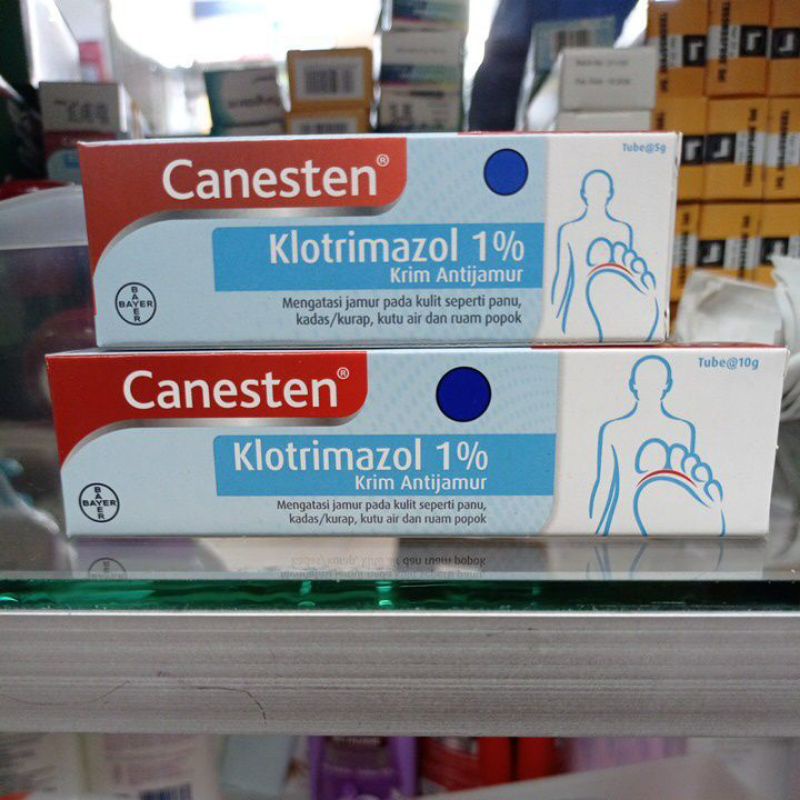 Canesten®
Tube@5g
Klotrimazol 1%
Krim Antijamur
Mengatasi jamur pada kulit seperti panu,
kadas/kurap, kutu air dan ruam popok
BAYER
BAYER
Canesten®
Tube@10g
Klotrimazol 1%
Krim Antijamur
Mengatasi jamur pada kulit seperti panu,
kadas/kurap, kutu air dan ruam popok
BAYER
BAYER